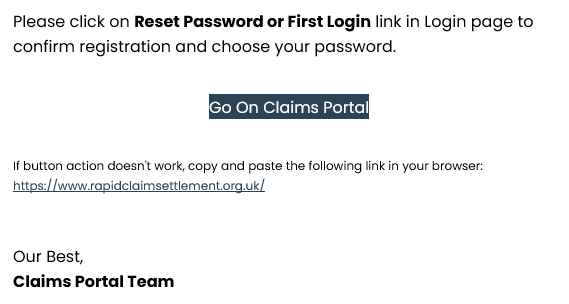 Please click on Reset Password or First Login link in Login page to
confirm registration and choose your password.
Go On Claims Portal
If button action doesn't work, copy and paste the following link in your browser:
https://www.rapidclaimsettlement.org.uk/
Our Best,
Claims Portal Team